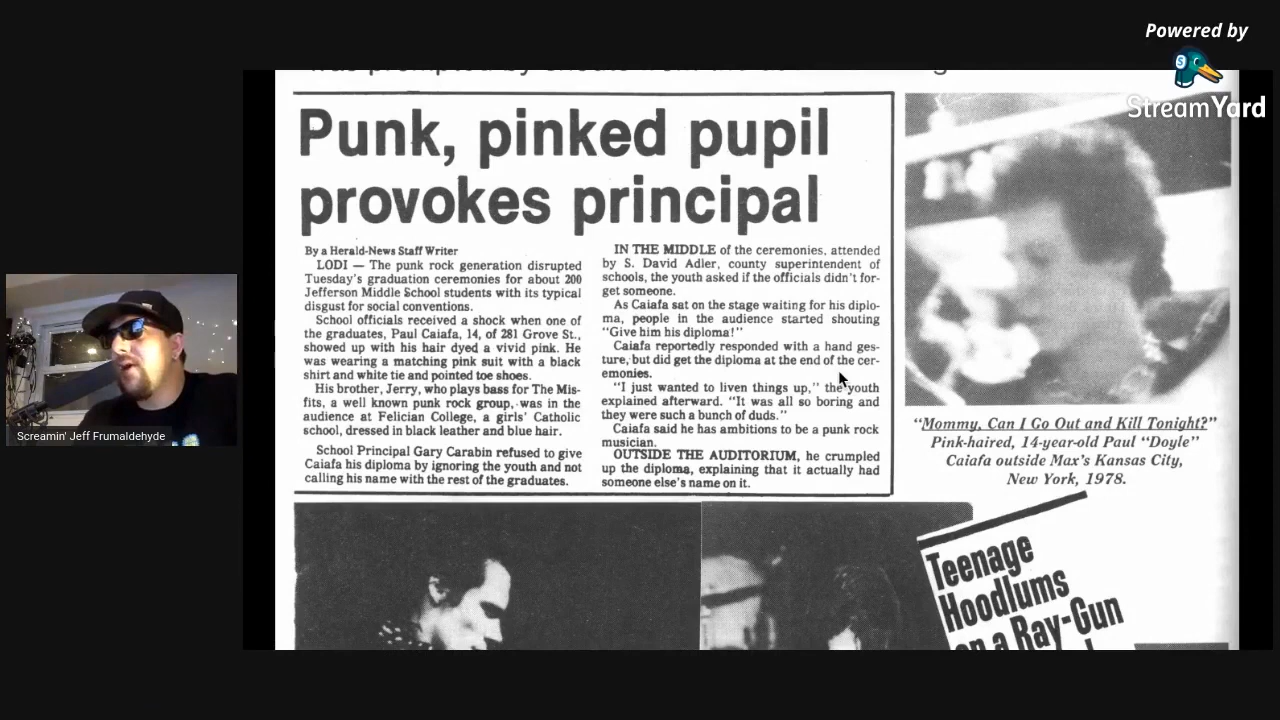 Powered by
StreamYard
Punk, pinked pupil
provokes principal
By a Herald-News Staff Writer
LODI — The punk rock generation disrupted
Tuesday's graduation ceremonies for about 200
Jefferson Middle School students with its typical
disgust for social conventions.
School officials received a shock when one of
the graduates, Paul Caiafa, 14, of 281 Grove St.,
showed up with his hair dyed a vivid pink. He
was wearing a matching pink suit with a black
shirt and white tie and pointed toe shoes.
His brother, Jerry, who plays bass for The Mis-
fits, a well known punk rock group, was in the
audience at Felician College, a girls' Catholic
school, dressed in black leather and blue hair.
School Principal Gary Carabin refused to give
Caiafa his diploma by ignoring the youth and not
calling his name with the rest of the graduates.
IN THE MIDDLE of the ceremonies, attended
by S. David Adler, county superintendent of
schools, the youth asked if the officials didn't for-
get someone.
As Caiafa sat on the stage waiting for his diplo-
ma, people in the audience started shouting
"Give him his diploma!"
Caiafa reportedly responded with a hand ges-
ture, but did get the diploma at the end of the cer-
emonies.
"I just wanted to liven things up," the youth
explained afterward. "It was all so boring and
they were such a bunch of duds."
Caiafa said he has ambitions to be a punk rock
musician.
OUTSIDE THE AUDITORIUM, he crumpled
up the diploma, explaining that it actually had
someone else's name on it.
"Mommy, Can I Go Out and Kill Tonight?"
Pink-haired, 14-year-old Paul "Doyle"
Caiafa outside Max's Kansas City,
New York, 1978.
Teenage
Hoodlums
on a Ray-Gun
Screamin' Jeff Frumaldehyde